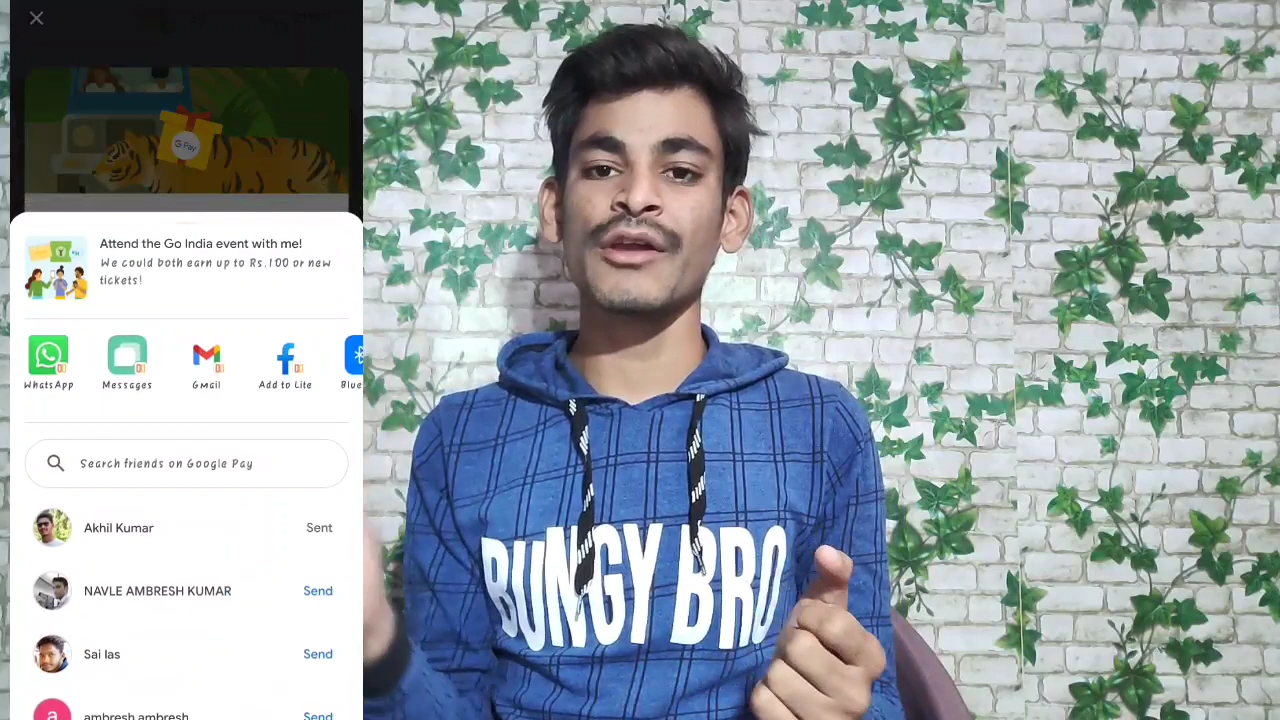 G Pay
Attend the Go India event with me!
We could both earn up to Rs.100 or new
tickets!
WhatsApp
Messages
Gmail
Add to Lite
Search friends on Google Pay
Akhil Kumar
Sent
NAVLE AMBRESH KUMAR
Send
Sai las
Send
a
ambresh ambresh
Send
BUNGY BRO